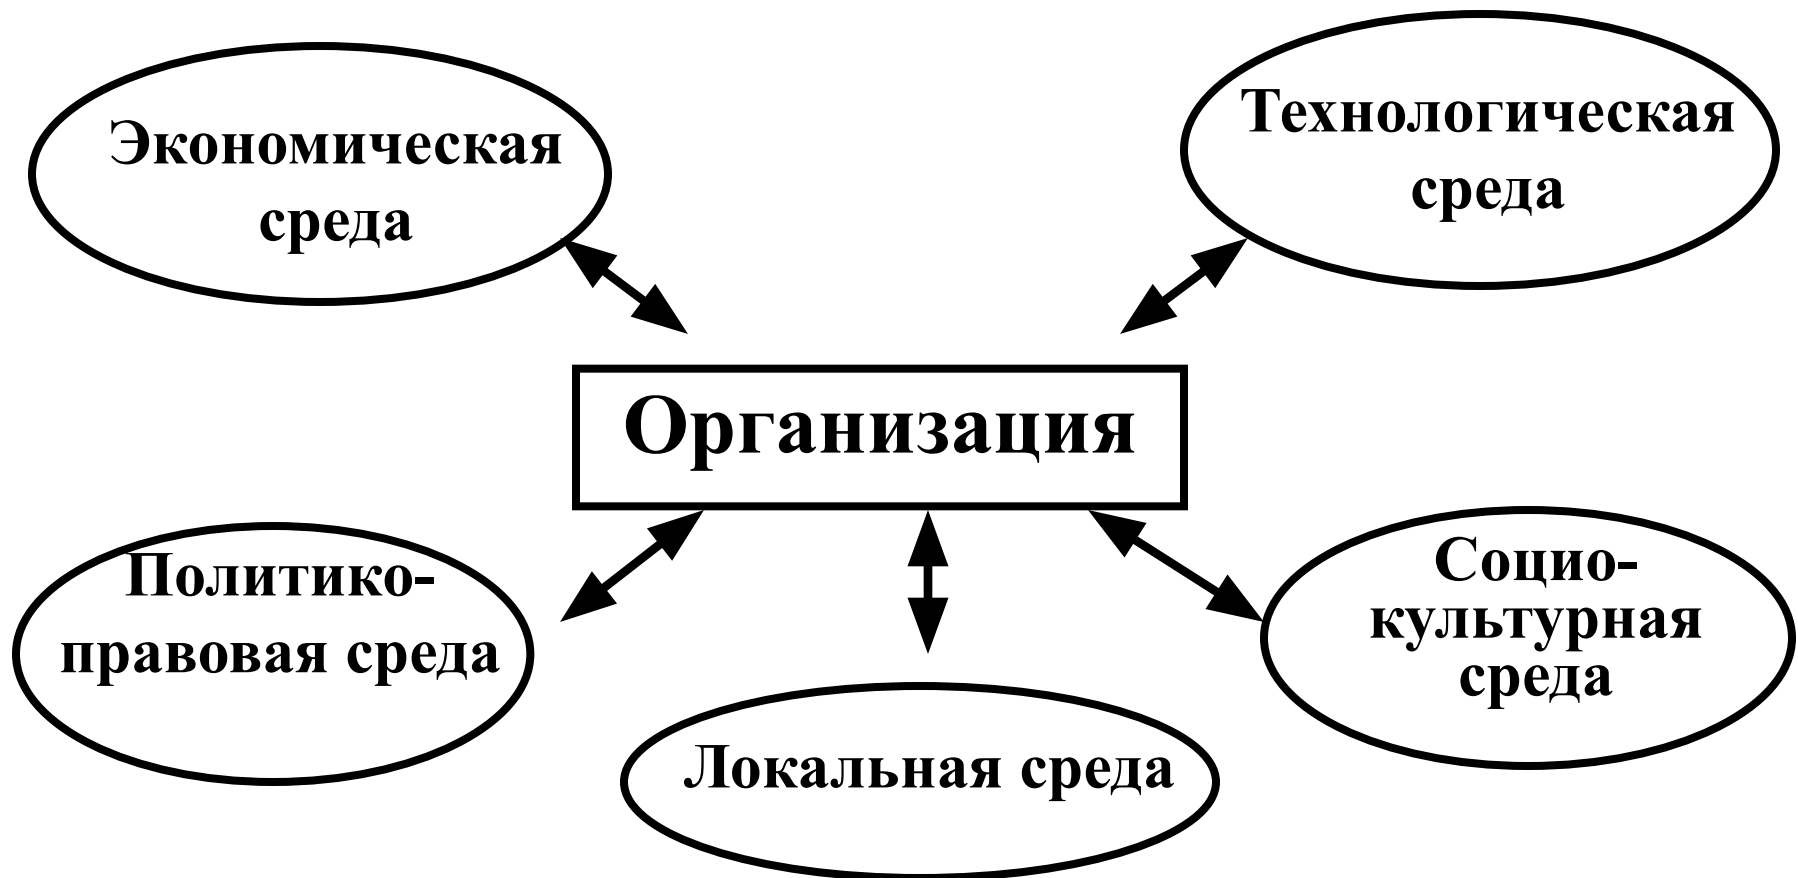 Экономическая
среда
Технологическая
среда
Организация
Политико-
правовая среда
Локальная среда
Социо-
культурная
среда